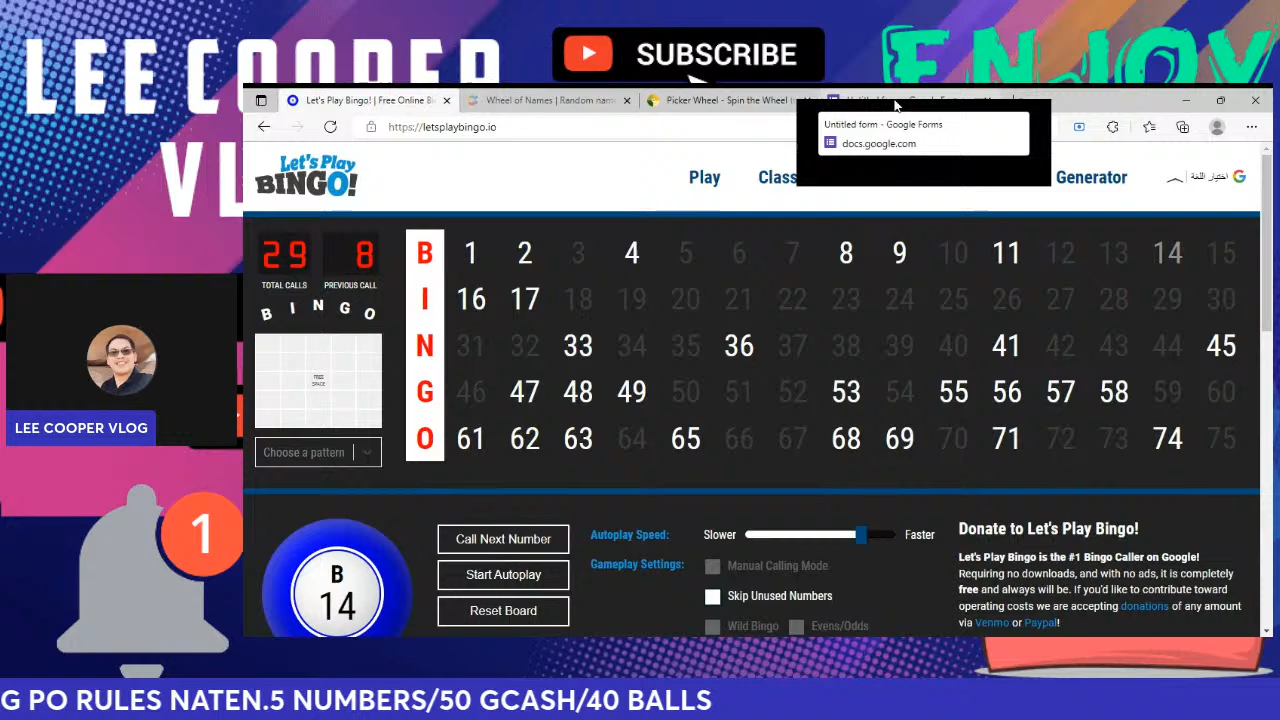 LEE COOPER
VL
SUBSCRIBE
ENJOY
Let's Play Bingo! | Free Online Bi
Wheel of Names | Random nam
Picker Wheel - Spin the Wheel to
https://letsplaybingo.io
Untitled form - Google Forms
docs.google.com
Let's Play
BINGO!
Play
Class
Generator
اختيار اللغة
29
8
TOTAL CALLS
PREVIOUS CALL
B I N G O
FREE
SPACE
Choose a pattern
B 1 2 3 4 5 6 7 8 9 10 11 12 13 14 15
I 16 17 18 19 20 21 22 23 24 25 26 27 28 29 30
N 31 32 33 34 35 36 37 38 39 40 41 42 43 44 45
G 46 47 48 49 50 51 52 53 54 55 56 57 58 59 60
O 61 62 63 64 65 66 67 68 69 70 71 72 73 74 75
LEE COOPER VLOG
1
B
14
Call Next Number
Start Autoplay
Reset Board
Autoplay Speed:
Slower
Faster
Gameplay Settings:
Manual Calling Mode
Skip Unused Numbers
Wild Bingo
Evens/Odds
Donate to Let's Play Bingo!
Let's Play Bingo is the #1 Bingo Caller on Google!
Requiring no downloads, and with no ads, it is completely
free and always will be. If you'd like to contribute toward
operating costs we are accepting donations of any amount
via Venmo or Paypal!
G PO RULES NATEN.5 NUMBERS/50 GCASH/40 BALLS